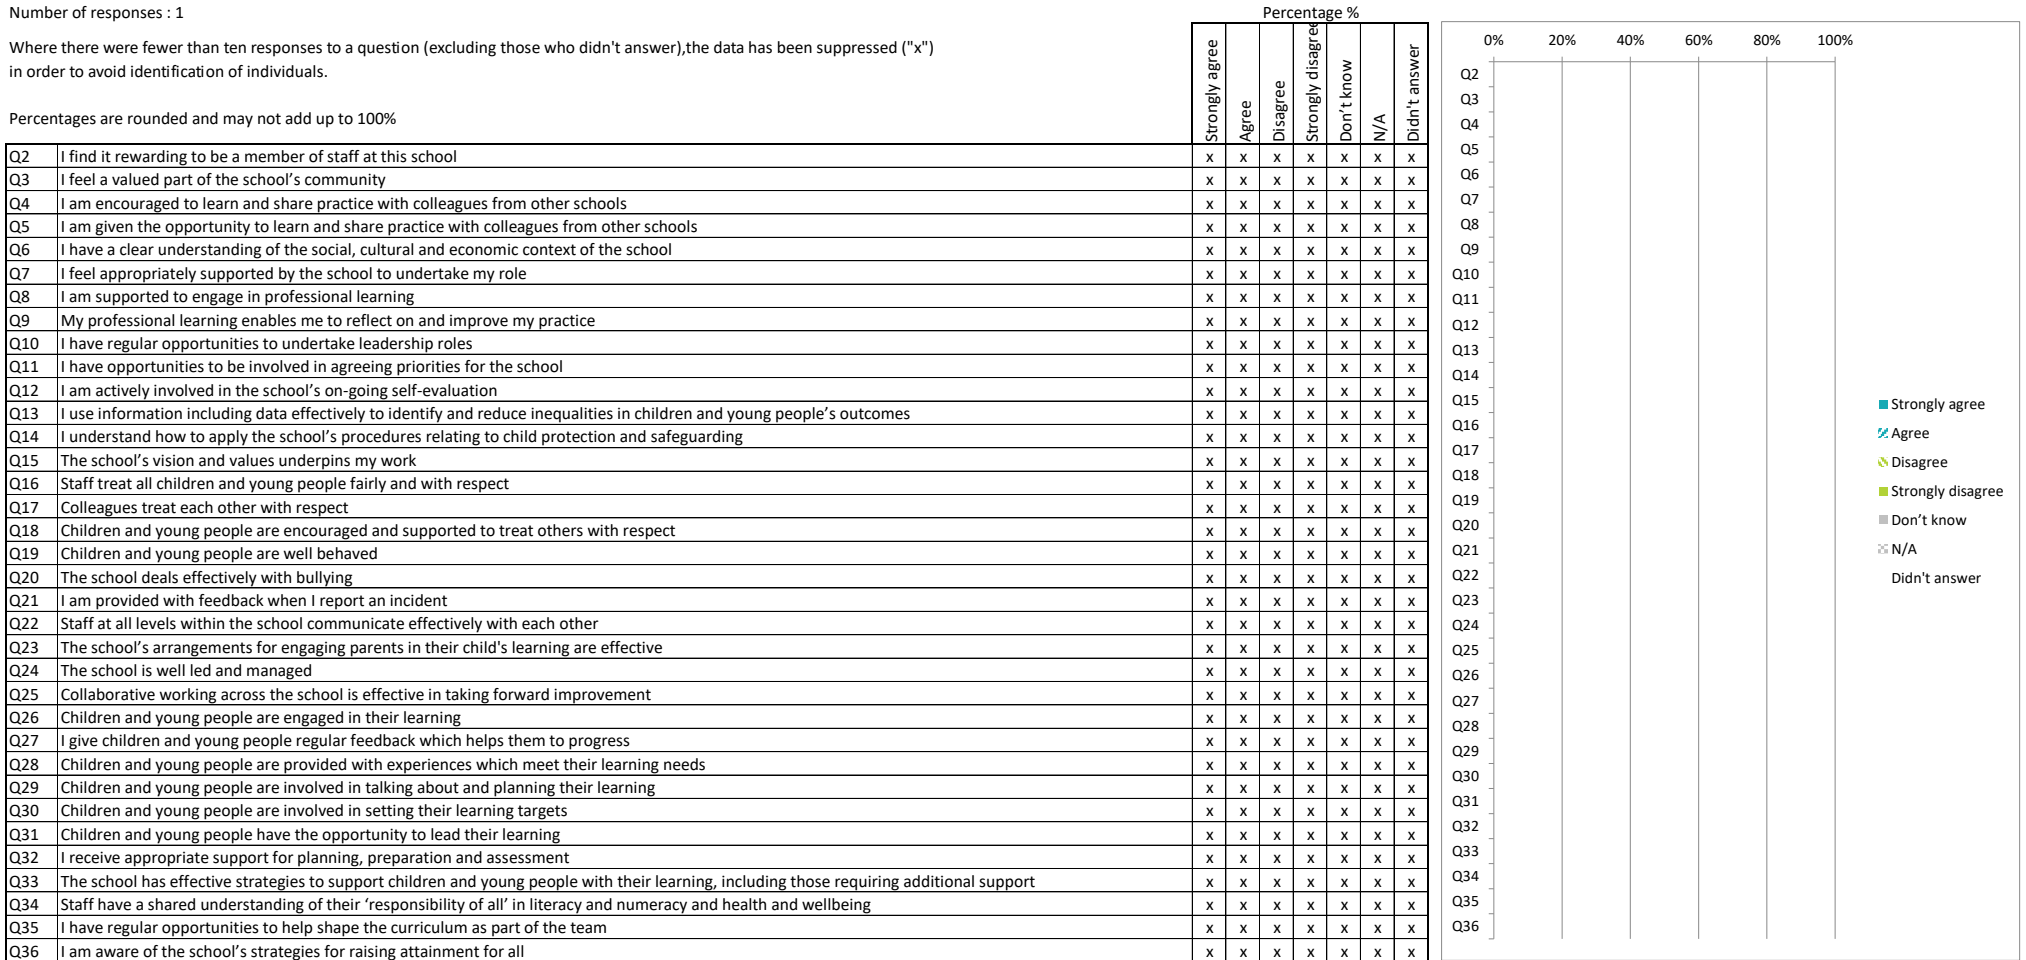 Number of responses : 1
Percentage %
Where there were fewer than ten responses to a question (excluding those who didn't answer),the data has been suppressed ("x")
in order to avoid identification of individuals.
Percentages are rounded and may not add up to 100%
Strongly agree
Agree
Disagree
Strongly disagree
Don't know
N/A
Didn't answer
Q2 I find it rewarding to be a member of staff at this school x x x x x x x
Q3 I feel a valued part of the school’s community x x x x x x x
Q4 I am encouraged to learn and share practice with colleagues from other schools x x x x x x x
Q5 I am given the opportunity to learn and share practice with colleagues from other schools x x x x x x x
Q6 I have a clear understanding of the social, cultural and economic context of the school x x x x x x x
Q7 I feel appropriately supported by the school to undertake my role x x x x x x x
Q8 I am supported to engage in professional learning x x x x x x x
Q9 My professional learning enables me to reflect on and improve my practice x x x x x x x
Q10 I have regular opportunities to undertake leadership roles x x x x x x x
Q11 I have opportunities to be involved in agreeing priorities for the school x x x x x x x
Q12 I am actively involved in the school’s on-going self-evaluation x x x x x x x
Q13 I use information including data effectively to identify and reduce inequalities in children and young people’s outcomes x x x x x x x
Q14 I understand how to apply the school’s procedures relating to child protection and safeguarding x x x x x x x
Q15 The school’s vision and values underpins my work x x x x x x x
Q16 Staff treat all children and young people fairly and with respect x x x x x x x
Q17 Colleagues treat each other with respect x x x x x x x
Q18 Children and young people are encouraged and supported to treat others with respect x x x x x x x
Q19 Children and young people are well behaved x x x x x x x
Q20 The school deals effectively with bullying x x x x x x x
Q21 I am provided with feedback when I report an incident x x x x x x x
Q22 Staff at all levels within the school communicate effectively with each other x x x x x x x
Q23 The school’s arrangements for engaging parents in their child's learning are effective x x x x x x x
Q24 The school is well led and managed x x x x x x x
Q25 Collaborative working across the school is effective in taking forward improvement x x x x x x x
Q26 Children and young people are engaged in their learning x x x x x x x
Q27 I give children and young people regular feedback which helps them to progress x x x x x x x
Q28 Children and young people are provided with experiences which meet their learning needs x x x x x x x
Q29 Children and young people are involved in talking about and planning their learning x x x x x x x
Q30 Children and young people are involved in setting their learning targets x x x x x x x
Q31 Children and young people have the opportunity to lead their learning x x x x x x x
Q32 I receive appropriate support for planning, preparation and assessment x x x x x x x
Q33 The school has effective strategies to support children and young people with their learning, including those requiring additional support x x x x x x x
Q34 Staff have a shared understanding of their ‘responsibility of all’ in literacy and numeracy and health and wellbeing x x x x x x x
Q35 I have regular opportunities to help shape the curriculum as part of the team x x x x x x x
Q36 I am aware of the school’s strategies for raising attainment for all x x x x x x x
0% 20% 40% 60% 80% 100%
Q2
Q3
Q4
Q5
Q6
Q7
Q8
Q9
Q10
Q11
Q12
Q13
Q14
Q15
Q16
Q17
Q18
Q19
Q20
Q21
Q22
Q23
Q24
Q25
Q26
Q27
Q28
Q29
Q30
Q31
Q32
Q33
Q34
Q35
Q36
Strongly agree
Agree
Disagree
Strongly disagree
Don’t know
N/A
Didn't answer